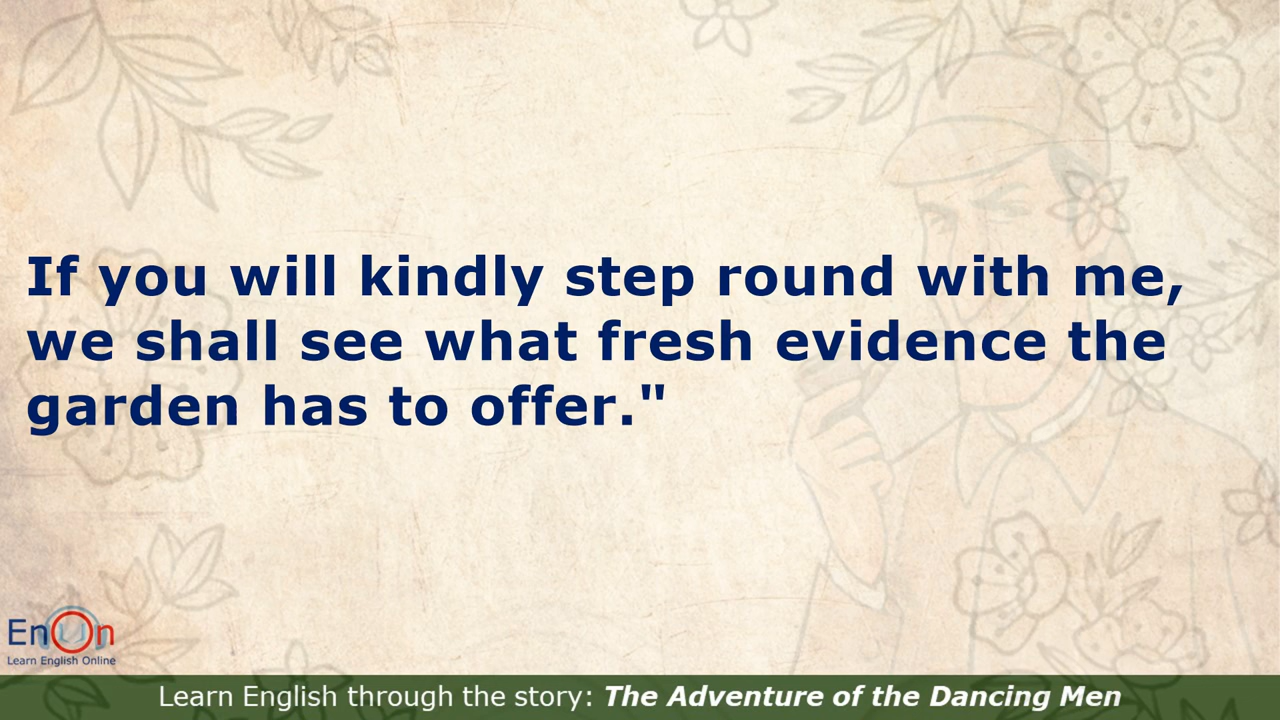 If you will kindly step round with me,
we shall see what fresh evidence the
garden has to offer."
EnOn
Learn English Online
Learn English through the story: The Adventure of the Dancing Men